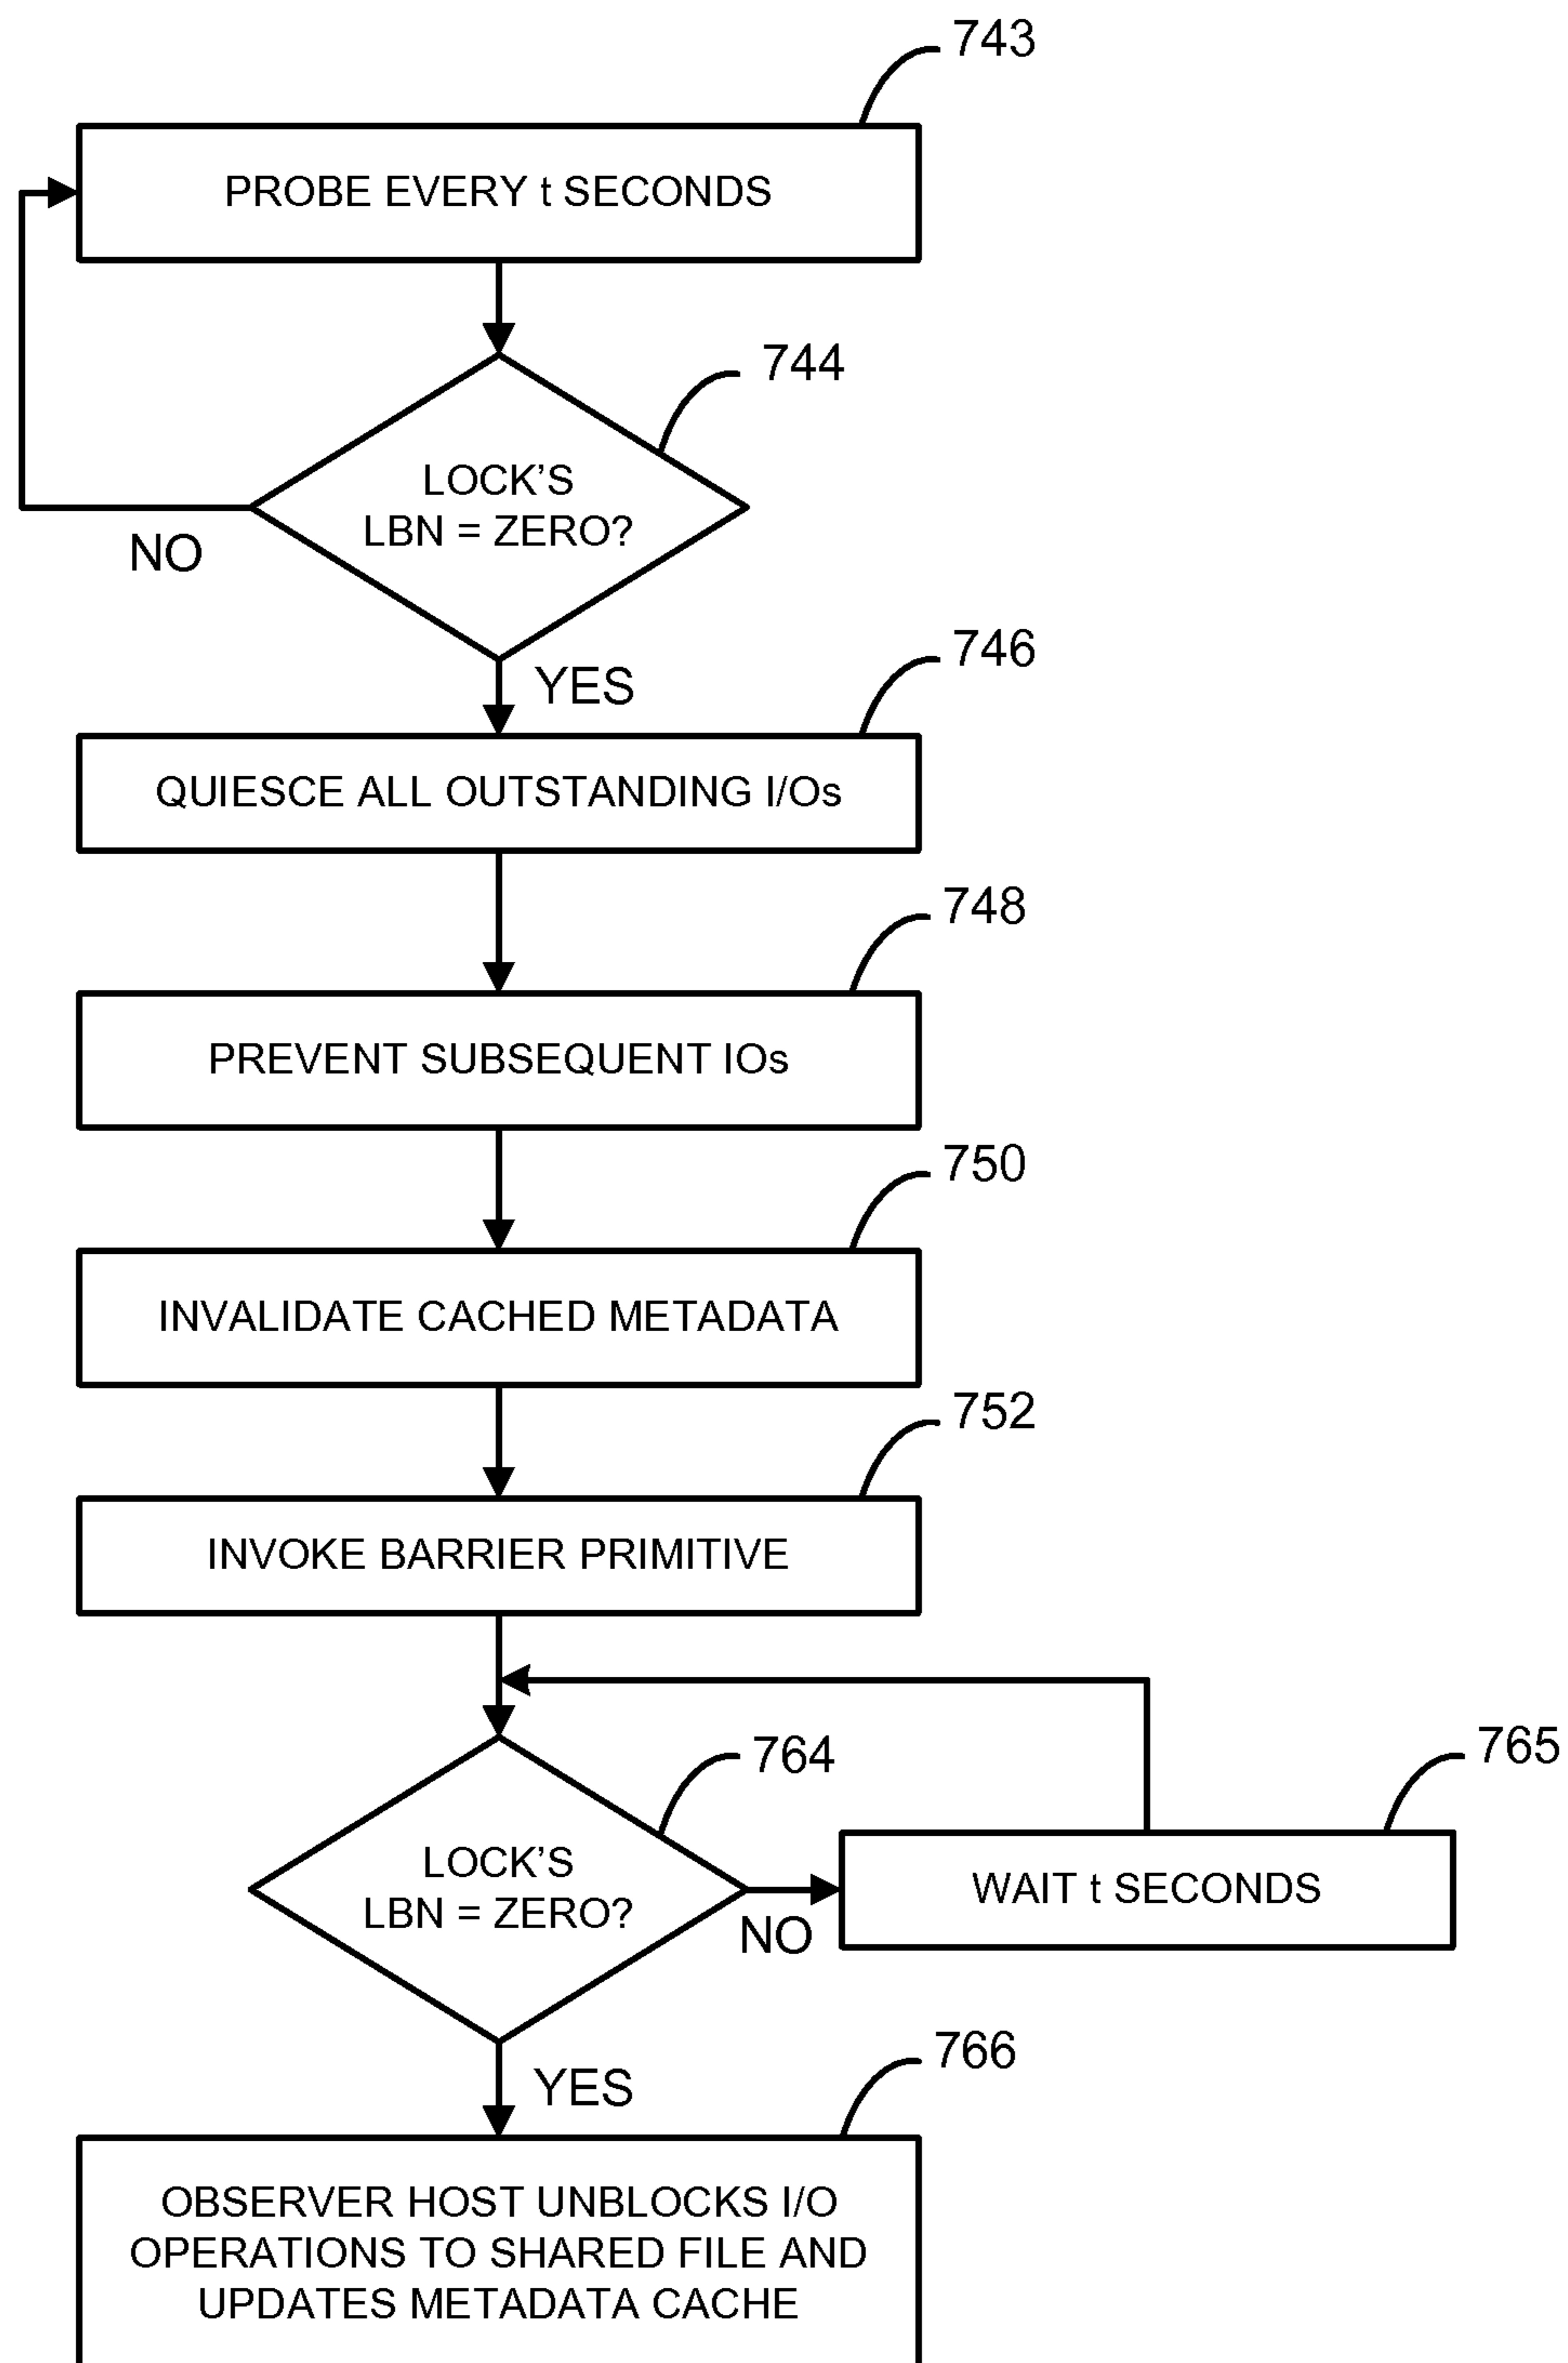 743
PROBE EVERY t SECONDS
744
LOCK'S
LBN = ZERO?
NO
YES
746
QUIESCE ALL OUTSTANDING I/Os
748
PREVENT SUBSEQUENT IOs
750
INVALIDATE CACHED METADATA
752
INVOKE BARRIER PRIMITIVE
764
765
LOCK'S
LBN = ZERO?
WAIT t SECONDS
NO
YES
766
OBSERVER HOST UNBLOCKS I/O
OPERATIONS TO SHARED FILE AND
UPDATES METADATA CACHE